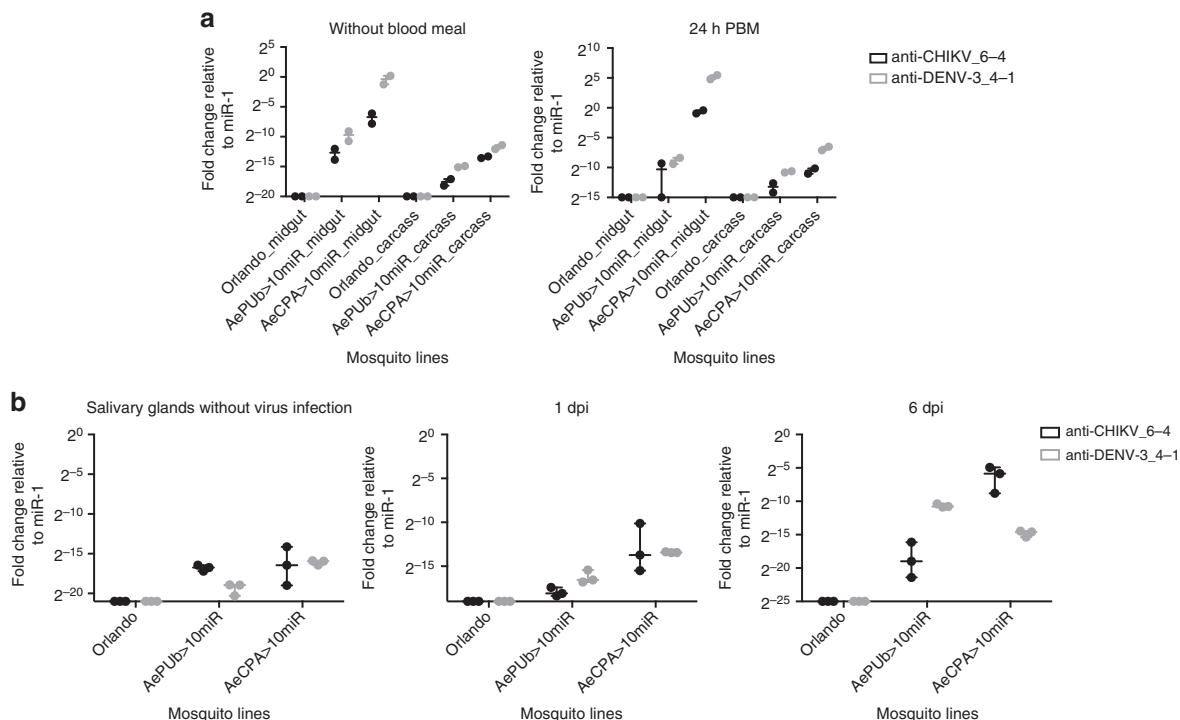 a
Without blood meal
24 h PBM
anti-CHIKV_6–4
anti-DENV-3_4–1
Fold change relative
to miR-1
2^5
2^0
2^–5
2^–10
2^–15
2^–20
Orlando_midgut
AePUb>10miR_midgut
AeCPA>10miR_midgut
Orlando_carcass
AePUb>10miR_carcass
AeCPA>10miR_carcass
Mosquito lines
Fold change relative
to miR-1
2^10
2^5
2^0
2^–5
2^–10
2^–15
Orlando_midgut
AePUb>10miR_midgut
AeCPA>10miR_midgut
Orlando_carcass
AePUb>10miR_carcass
AeCPA>10miR_carcass
Mosquito lines
b
Salivary glands without virus infection
1 dpi
6 dpi
anti-CHIKV_6–4
anti-DENV-3_4–1
Fold change relative
to miR-1
2^0
2^–5
2^–10
2^–15
2^–20
Orlando
AePUb>10miR
AeCPA>10miR
Mosquito lines
Fold change relative
to miR-1
2^0
2^–5
2^–10
2^–15
Orlando
AePUb>10miR
AeCPA>10miR
Mosquito lines
Fold change relative
to miR-1
2^0
2^–5
2^–10
2^–15
2^–20
2^–25
Orlando
AePUb>10miR
AeCPA>10miR
Mosquito lines